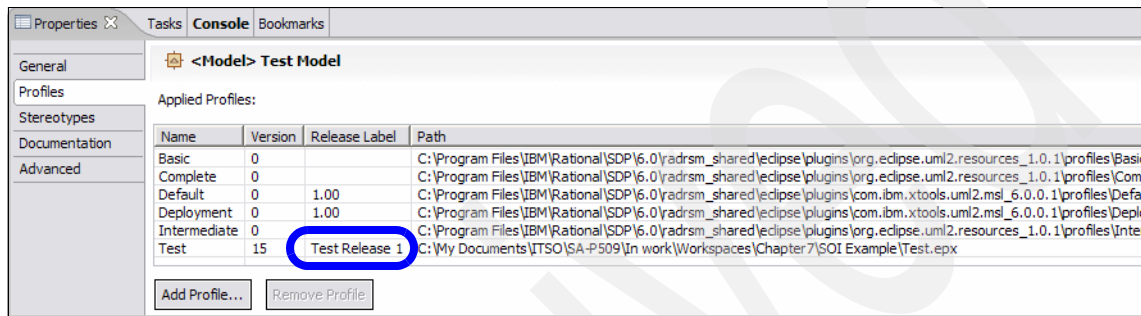 Properties Tasks Console Bookmarks
General
Profiles
Stereotypes
Documentation
Advanced
<Model> Test Model
Applied Profiles:
Name Version Release Label Path
Basic 0 C:\Program Files\IBM\Rational\SDP\6.0\radrsm_shared\eclipse\plugins\org.eclipse.uml2.resources_1.0.1\profiles\Basi
Complete 0 C:\Program Files\IBM\Rational\SDP\6.0\radrsm_shared\eclipse\plugins\org.eclipse.uml2.resources_1.0.1\profiles\Com
Default 0 1.00 C:\Program Files\IBM\Rational\SDP\6.0\radrsm_shared\eclipse\plugins\com.ibm.xtools.uml2.msl_6.0.0.1\profiles\Defa
Deployment 0 1.00 C:\Program Files\IBM\Rational\SDP\6.0\radrsm_shared\eclipse\plugins\com.ibm.xtools.uml2.msl_6.0.0.1\profiles\Depl
Intermediate 0 C:\Program Files\IBM\Rational\SDP\6.0\radrsm_shared\eclipse\plugins\org.eclipse.uml2.resources_1.0.1\profiles\Inte
Test 15 Test Release 1 C:\My Documents\ITSO\SA-P509\In work\Workspaces\Chapter7\SOI Example\Test.epx
Add Profile... Remove Profile